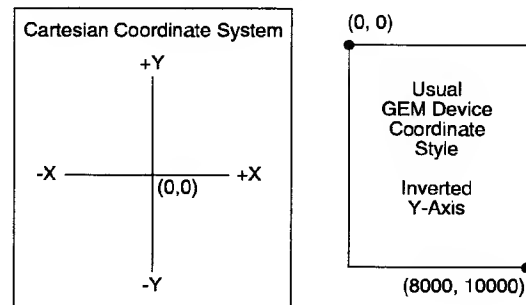 Cartesian Coordinate System
+Y
-X
+X
(0,0)
-Y
(0, 0)
Usual
GEM Device
Coordinate
Style
Inverted
Y-Axis
(8000, 10000)